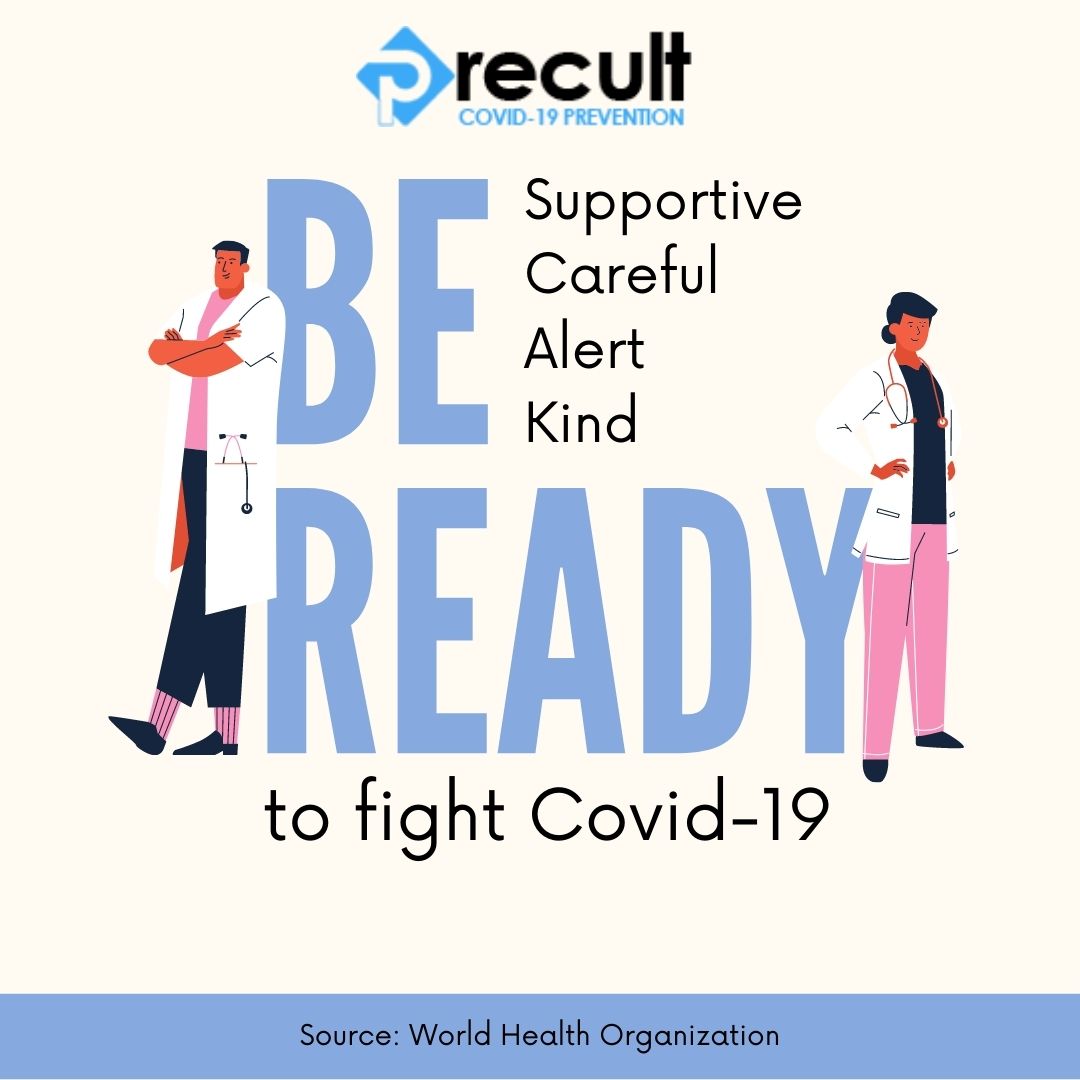 Precult
COVID-19 PREVENTION
BE
Supportive
Careful
Alert
Kind
READY
to fight Covid-19
Source: World Health Organization